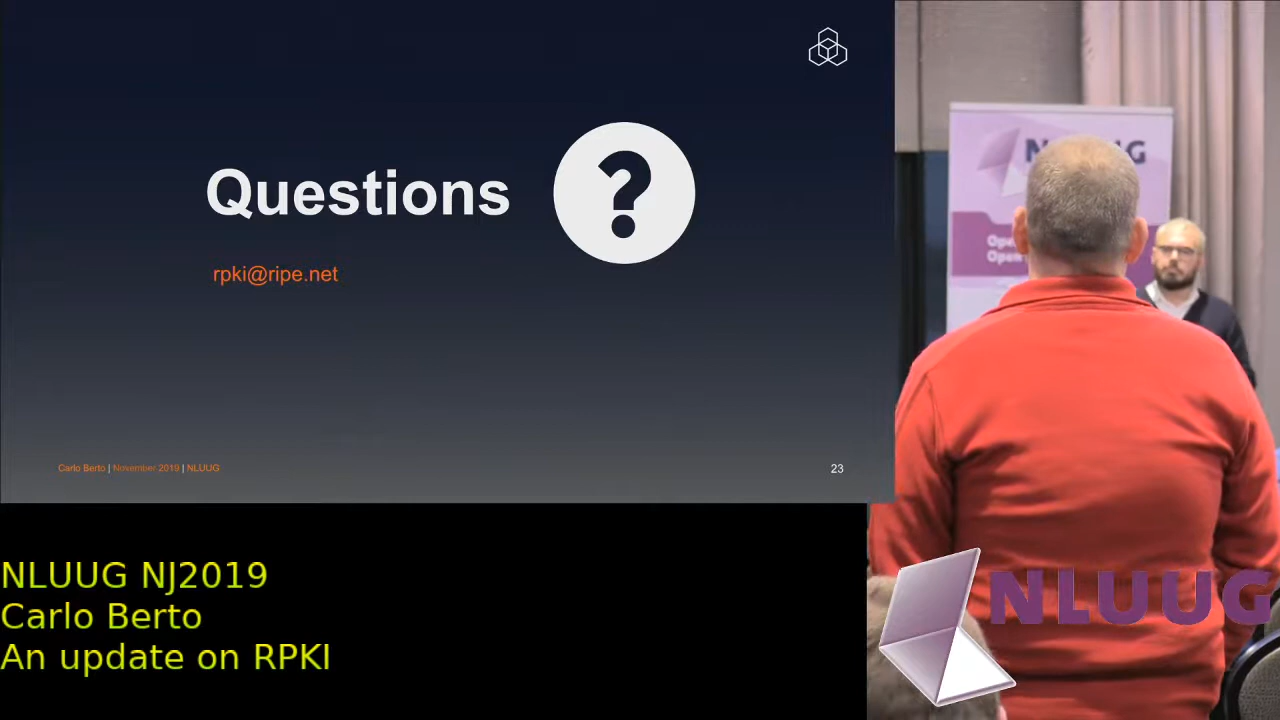 Questions
?
rpki@ripe.net
Carlo Berto | November 2019 | NLUUG
23
NLUUG NJ2019
Carlo Berto
An update on RPKI
Open
NLUUG